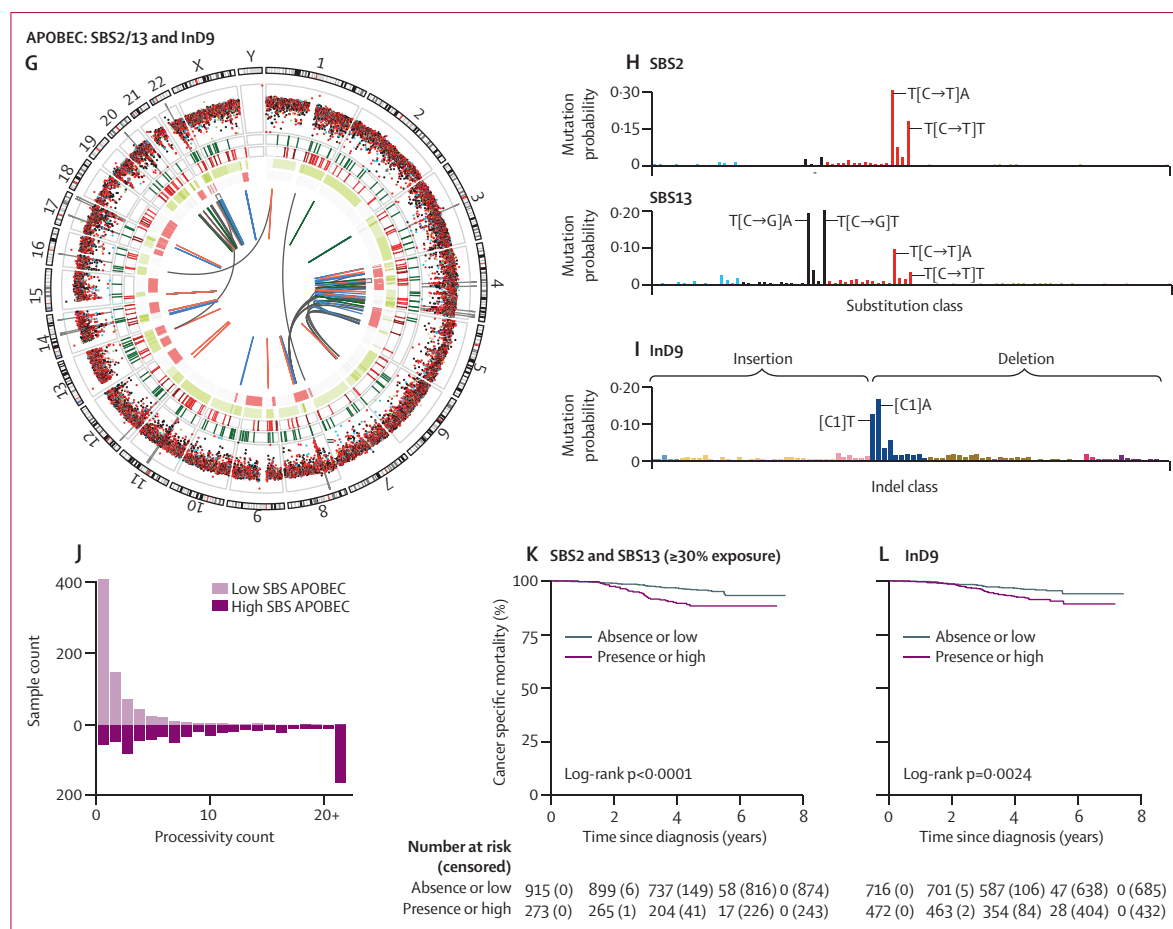 APOBEC: SBS2/13 and InD9
G
1
2
3
4
5
6
7
8
9
10
11
12
13
14
15
16
17
18
19
20
21
22
X
Y
H SBS2
Mutation probability
0·30
0·15
0
T[C→T]A
T[C→T]T
SBS13
Mutation probability
0·20
0·10
0
T[C→G]A
T[C→G]T
T[C→T]A
T[C→T]T
Substitution class
I InD9
Insertion
Deletion
Mutation probability
0·20
0·10
0
[C1]T
[C1]A
Indel class
J
Low SBS APOBEC
High SBS APOBEC
Sample count
400
200
0
200
0 10 20+
Processivity count
K SBS2 and SBS13 (≥30% exposure)
Cancer specific mortality (%)
100
75
50
25
0
Absence or low
Presence or high
Log-rank p<0·0001
0 2 4 6 8
Time since diagnosis (years)
L InD9
Absence or low
Presence or high
Log-rank p=0·0024
0 2 4 6 8
Time since diagnosis (years)
Number at risk
(censored)
Absence or low 915 (0) 899 (6) 737 (149) 58 (816) 0 (874) 716 (0) 701 (5) 587 (106) 47 (638) 0 (685)
Presence or high 273 (0) 265 (1) 204 (41) 17 (226) 0 (243) 472 (0) 463 (2) 354 (84) 28 (404) 0 (432)